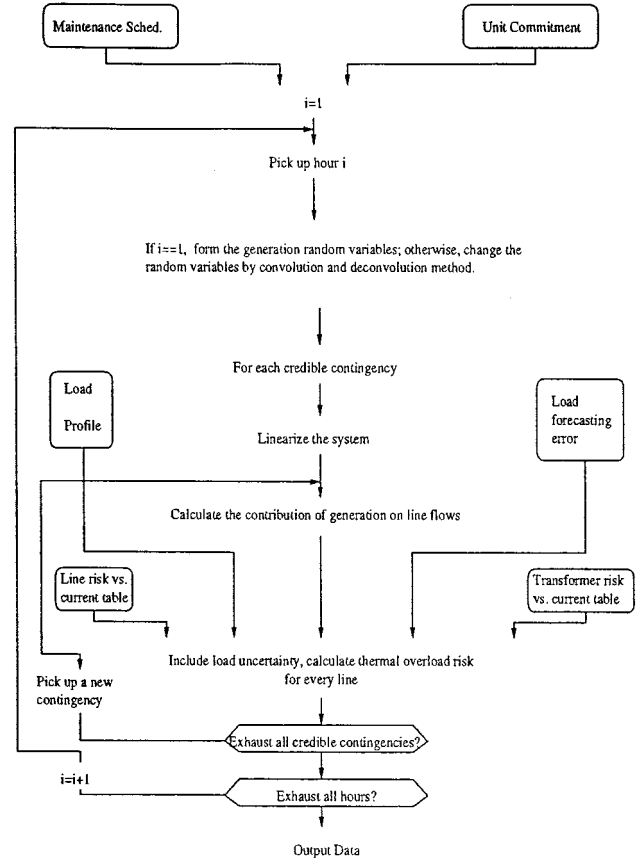 Maintenance Sched.
Unit Commitment
i=1
Pick up hour i
If i==1, form the generation random variables; otherwise, change the
random variables by convolution and deconvolution method.
For each credible contingency
Load
Profile
Load
forecasting
error
Linearize the system
Calculate the contribution of generation on line flows
Line risk vs.
current table
Transformer risk
vs. current table
Include load uncertainty, calculate thermal overload risk
for every line
Pick up a new
contingency
Exhaust all credible contingencies?
i=i+1
Exhaust all hours?
Output Data